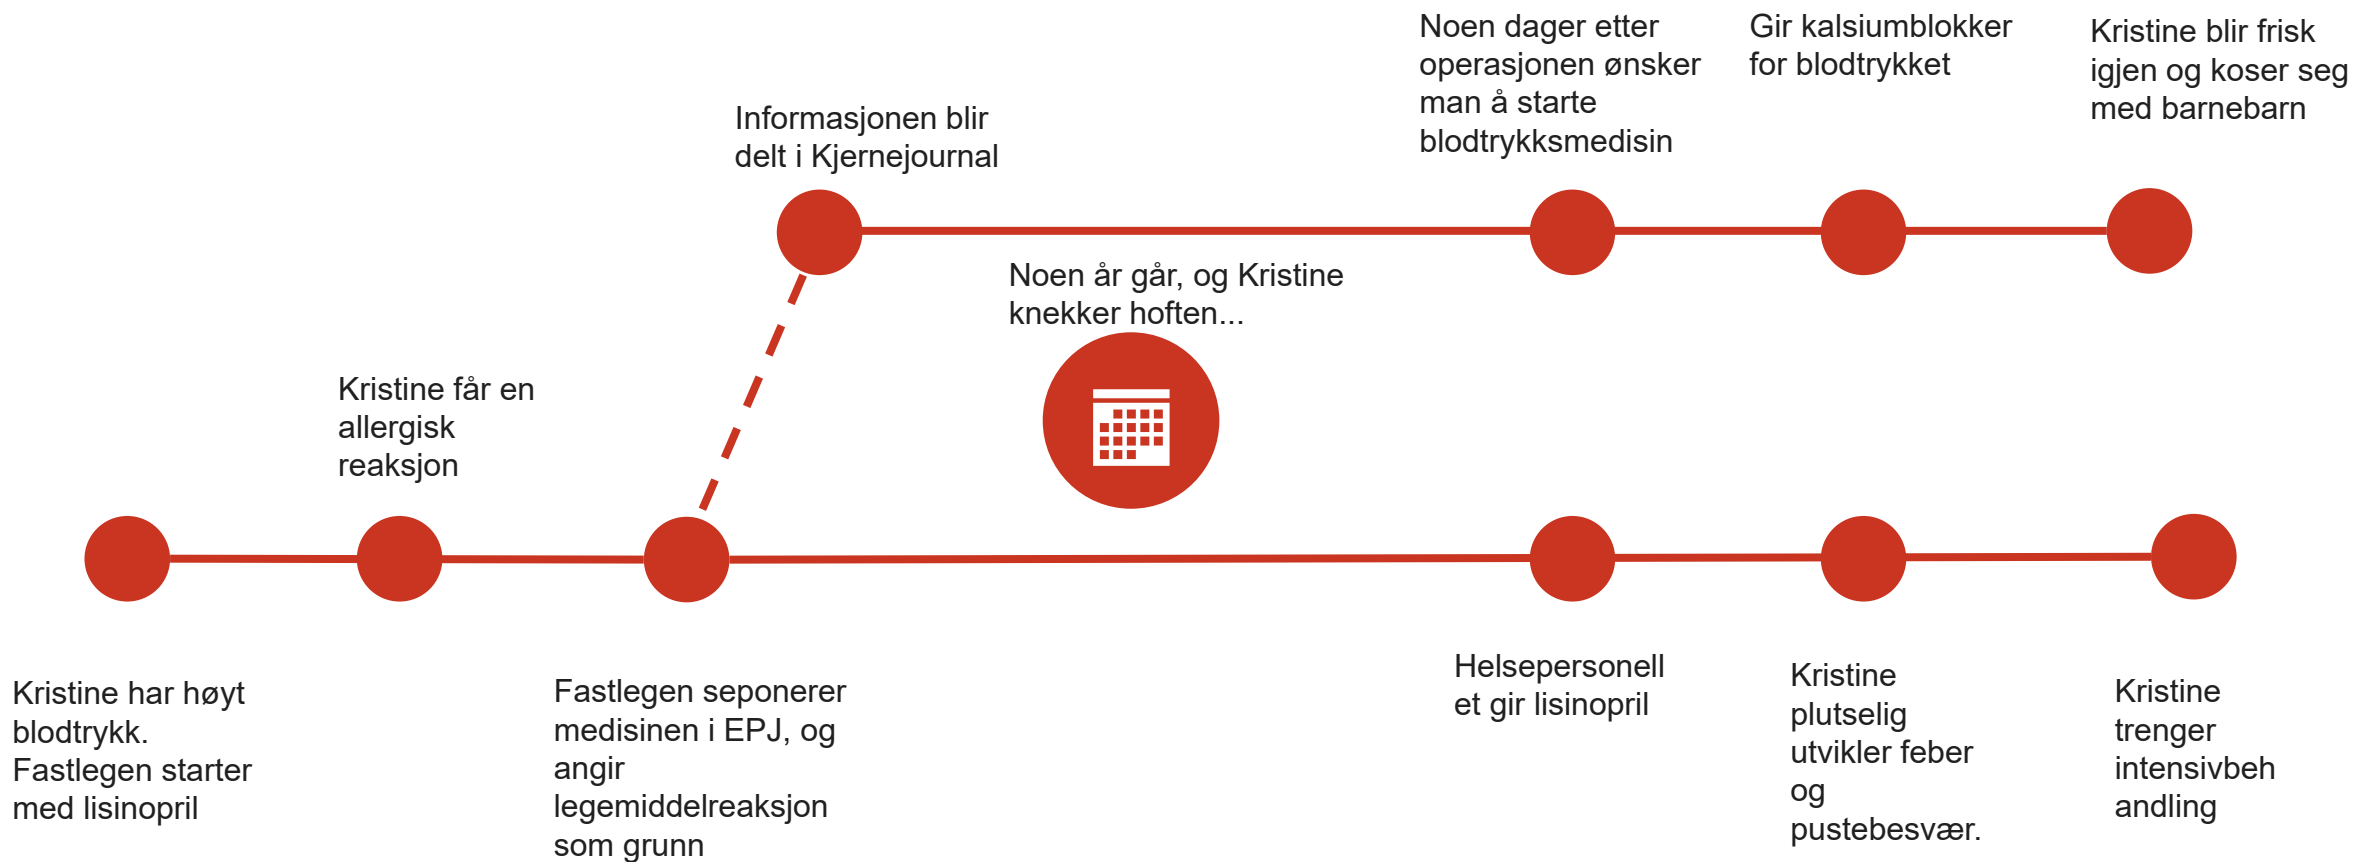 Noen dager etter
operasjonen ønsker
man å starte
blodtrykksmedisin
Gir kalsiumblokker
for blodtrykket
Kristine blir frisk
igjen og koser seg
med barnebarn
Informasjonen blir
delt i Kjernejournal
Noen år går, og Kristine
knekker hoften...
Kristine får en
allergisk
reaksjon
Kristine har høyt
blodtrykk.
Fastlegen starter
med lisinopril
Fastlegen seponerer
medisinen i EPJ, og
angir
legemiddelreaksjon
som grunn
Helsepersonell
et gir lisinopril
Kristine
plutselig
utvikler feber
og
pustebesvær.
Kristine
trenger
intensivbeh
andling